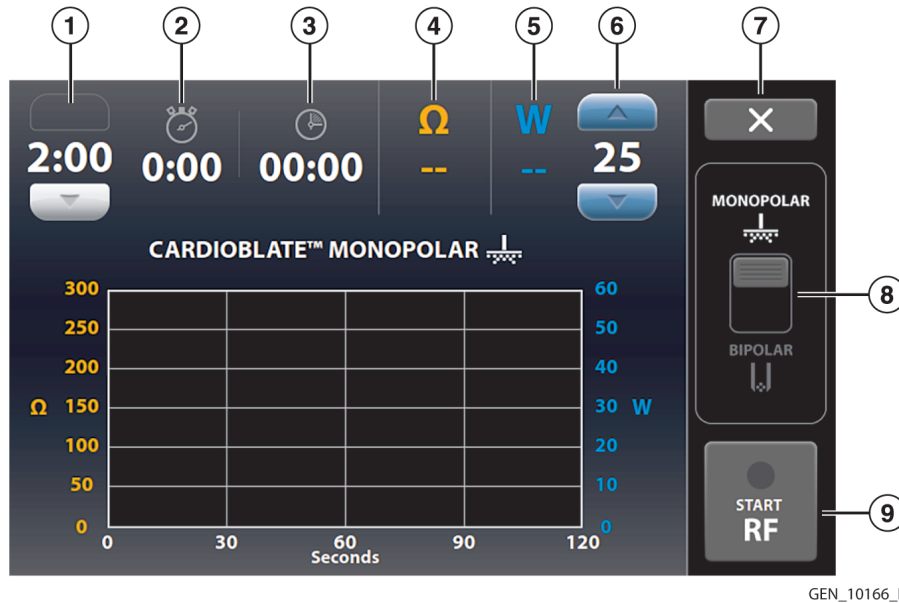 1 2 3 4 5 6 7
Ω W
2:00 0:00 00:00 -- -- 25
MONOPOLAR
CARDIOBLATE™ MONOPOLAR
300 60
8
250 50
BIPOLAR
200 40
Ω 150 30 W
100 20
50 10
START
RF
9
0 0
0 30 60 90 120
Seconds
GEN_10166_